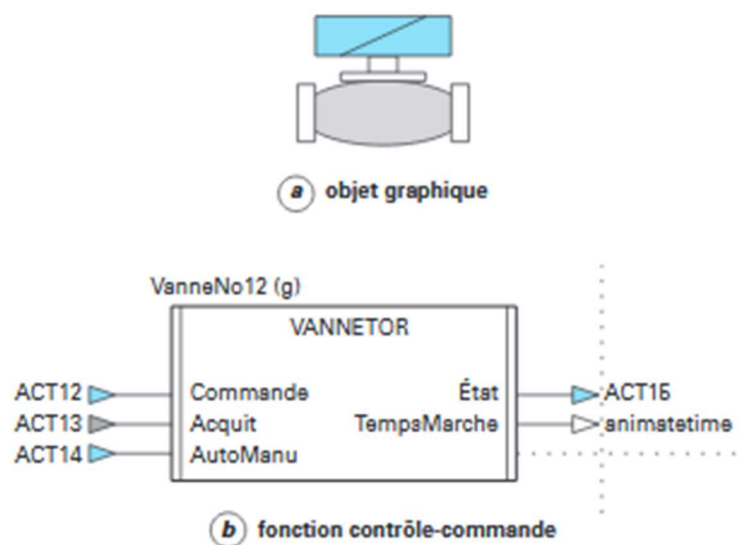 a objet graphique
VanneNo12 (g)
VANNETOR
ACT12 Commande État ACT15
ACT13 Acquit TempsMarche animatetime
ACT14 AutoManu
b fonction contrôle-commande